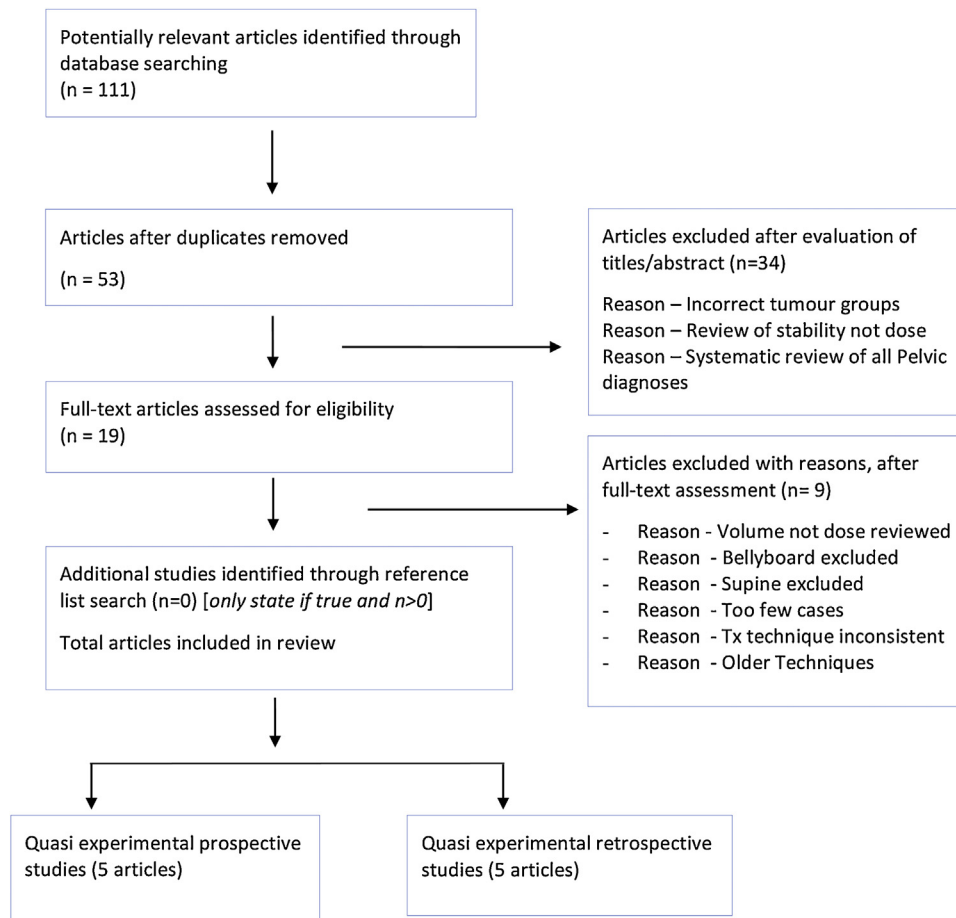 Potentially relevant articles identified through
database searching
(n = 111)
Articles after duplicates removed
(n = 53)
Articles excluded after evaluation of
titles/abstract (n=34)
Reason – Incorrect tumour groups
Reason – Review of stability not dose
Reason – Systematic review of all Pelvic
diagnoses
Full-text articles assessed for eligibility
(n = 19)
Articles excluded with reasons, after
full-text assessment (n= 9)
- Reason - Volume not dose reviewed
- Reason - Bellyboard excluded
- Reason - Supine excluded
- Reason - Too few cases
- Reason - Tx technique inconsistent
- Reason - Older Techniques
Additional studies identified through reference
list search (n=0) [only state if true and n>0]
Total articles included in review
Quasi experimental prospective
studies (5 articles)
Quasi experimental retrospective
studies (5 articles)